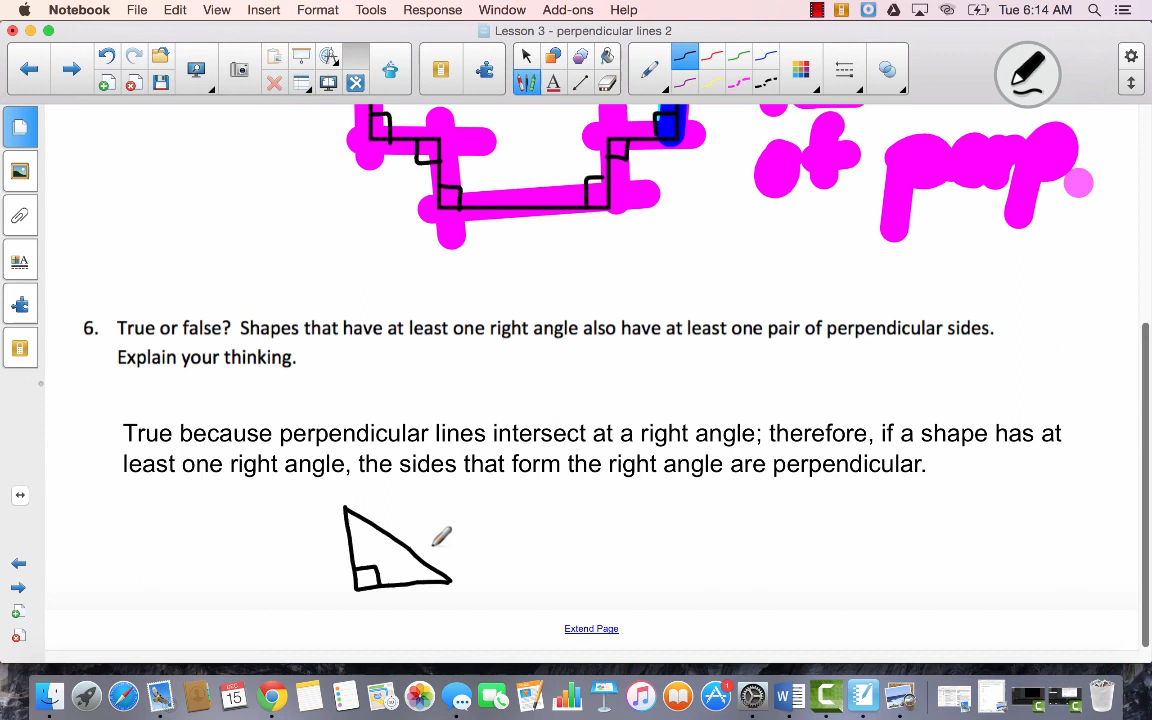 Notebook File Edit View Insert Format Tools Response Window Add-ons Help Tue 6:14 AM
Lesson 3 - perpendicular lines 2
6. True or false? Shapes that have at least one right angle also have at least one pair of perpendicular sides.
Explain your thinking.
True because perpendicular lines intersect at a right angle; therefore, if a shape has at
least one right angle, the sides that form the right angle are perpendicular.
Extend Page
DEC
15
1